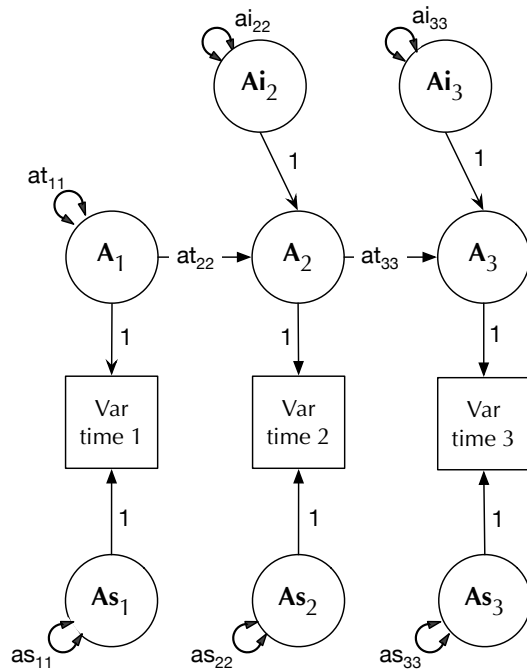 ai₂₂ ai₃₃
Ai₂ Ai₃
1 1
at₁₁
A₁ at₂₂ A₂ at₃₃ A₃
1 1 1
Var Var Var
time 1 time 2 time 3
1 1 1
As₁ As₂ As₃
as₁₁ as₂₂ as₃₃